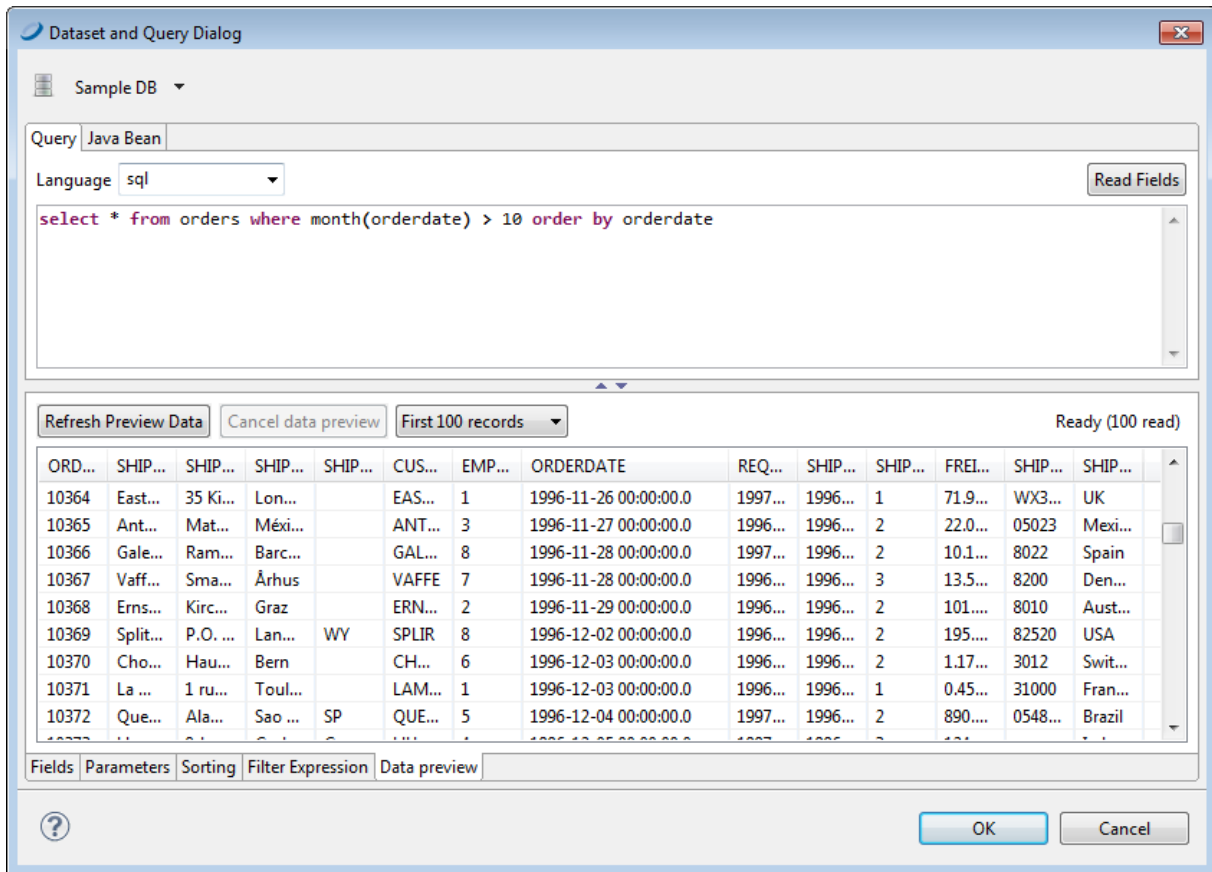 Dataset and Query Dialog
Sample DB
Query Java Bean
Language sql Read Fields
select * from orders where month(orderdate) > 10 order by orderdate
Refresh Preview Data Cancel data preview First 100 records Ready (100 read)
ORD... SHIP... SHIP... SHIP... SHIP... CUS... EMP... ORDERDATE REQ... SHIP... SHIP... FREI... SHIP... SHIP...
10364 East... 35 Ki... Lon... EAS... 1 1996-11-26 00:00:00.0 1997... 1996... 1 71.9... WX3... UK
10365 Ant... Mat... Méxi... ANT... 3 1996-11-27 00:00:00.0 1996... 1996... 2 22.0... 05023 Mexi...
10366 Gale... Ram... Barc... GAL... 8 1996-11-28 00:00:00.0 1997... 1996... 2 10.1... 8022 Spain
10367 Vaff... Sma... Århus VAFFE 7 1996-11-28 00:00:00.0 1996... 1996... 3 13.5... 8200 Den...
10368 Erns... Kirc... Graz ERN... 2 1996-11-29 00:00:00.0 1996... 1996... 2 101.... 8010 Aust...
10369 Split... P.O. ... Lan... WY SPLIR 8 1996-12-02 00:00:00.0 1996... 1996... 2 195.... 82520 USA
10370 Cho... Hau... Bern CH... 6 1996-12-03 00:00:00.0 1996... 1996... 2 1.17... 3012 Swit...
10371 La ... 1 ru... Toul... LAM... 1 1996-12-03 00:00:00.0 1996... 1996... 1 0.45... 31000 Fran...
10372 Que... Ala... Sao ... SP QUE... 5 1996-12-04 00:00:00.0 1997... 1996... 2 890.... 0548... Brazil
Fields Parameters Sorting Filter Expression Data preview
OK Cancel